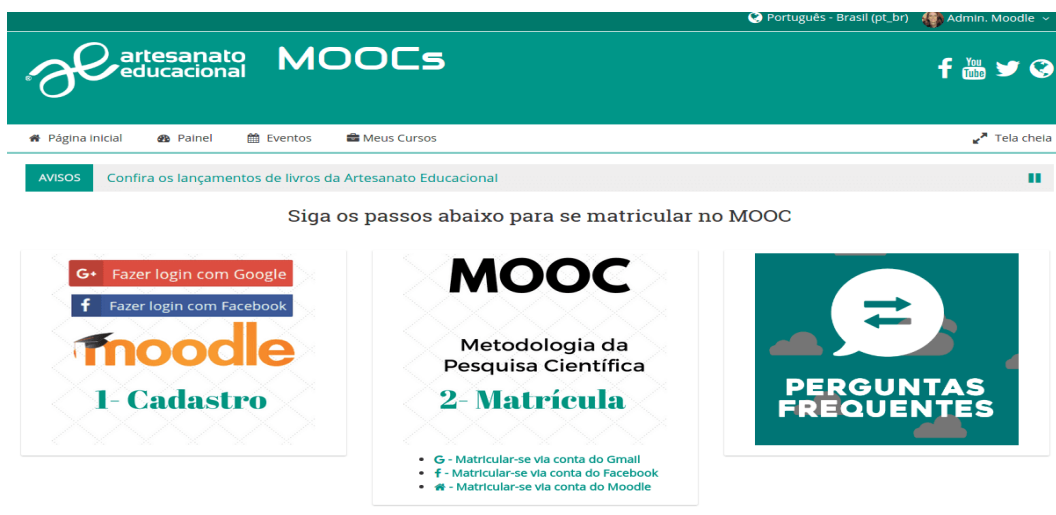 Português - Brasil (pt_br) Admin. Moodle
artesanato
educacional
MOOCs
®
You
Tube
Página inicial Painel Eventos Meus Cursos Tela cheia
AVISOS Confira os lançamentos de livros da Artesanato Educacional
Siga os passos abaixo para se matricular no MOOC
G+ Fazer login com Google
f Fazer login com Facebook
moodle
1- Cadastro
MOOC
Metodologia da
Pesquisa Científica
2- Matrícula
G - Matricular-se via conta do Gmail
f - Matricular-se via conta do Facebook
- Matricular-se via conta do Moodle
PERGUNTAS
FREQUENTES